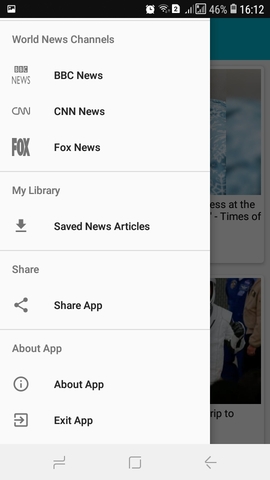 2
46%
16:12
World News Channels
BBC
NEWS
BBC News
CNN
CNN News
FOX
Fox News
My Library
Saved News Articles
Share
Share App
About App
About App
Exit App
ess at the
- Times of
rip to